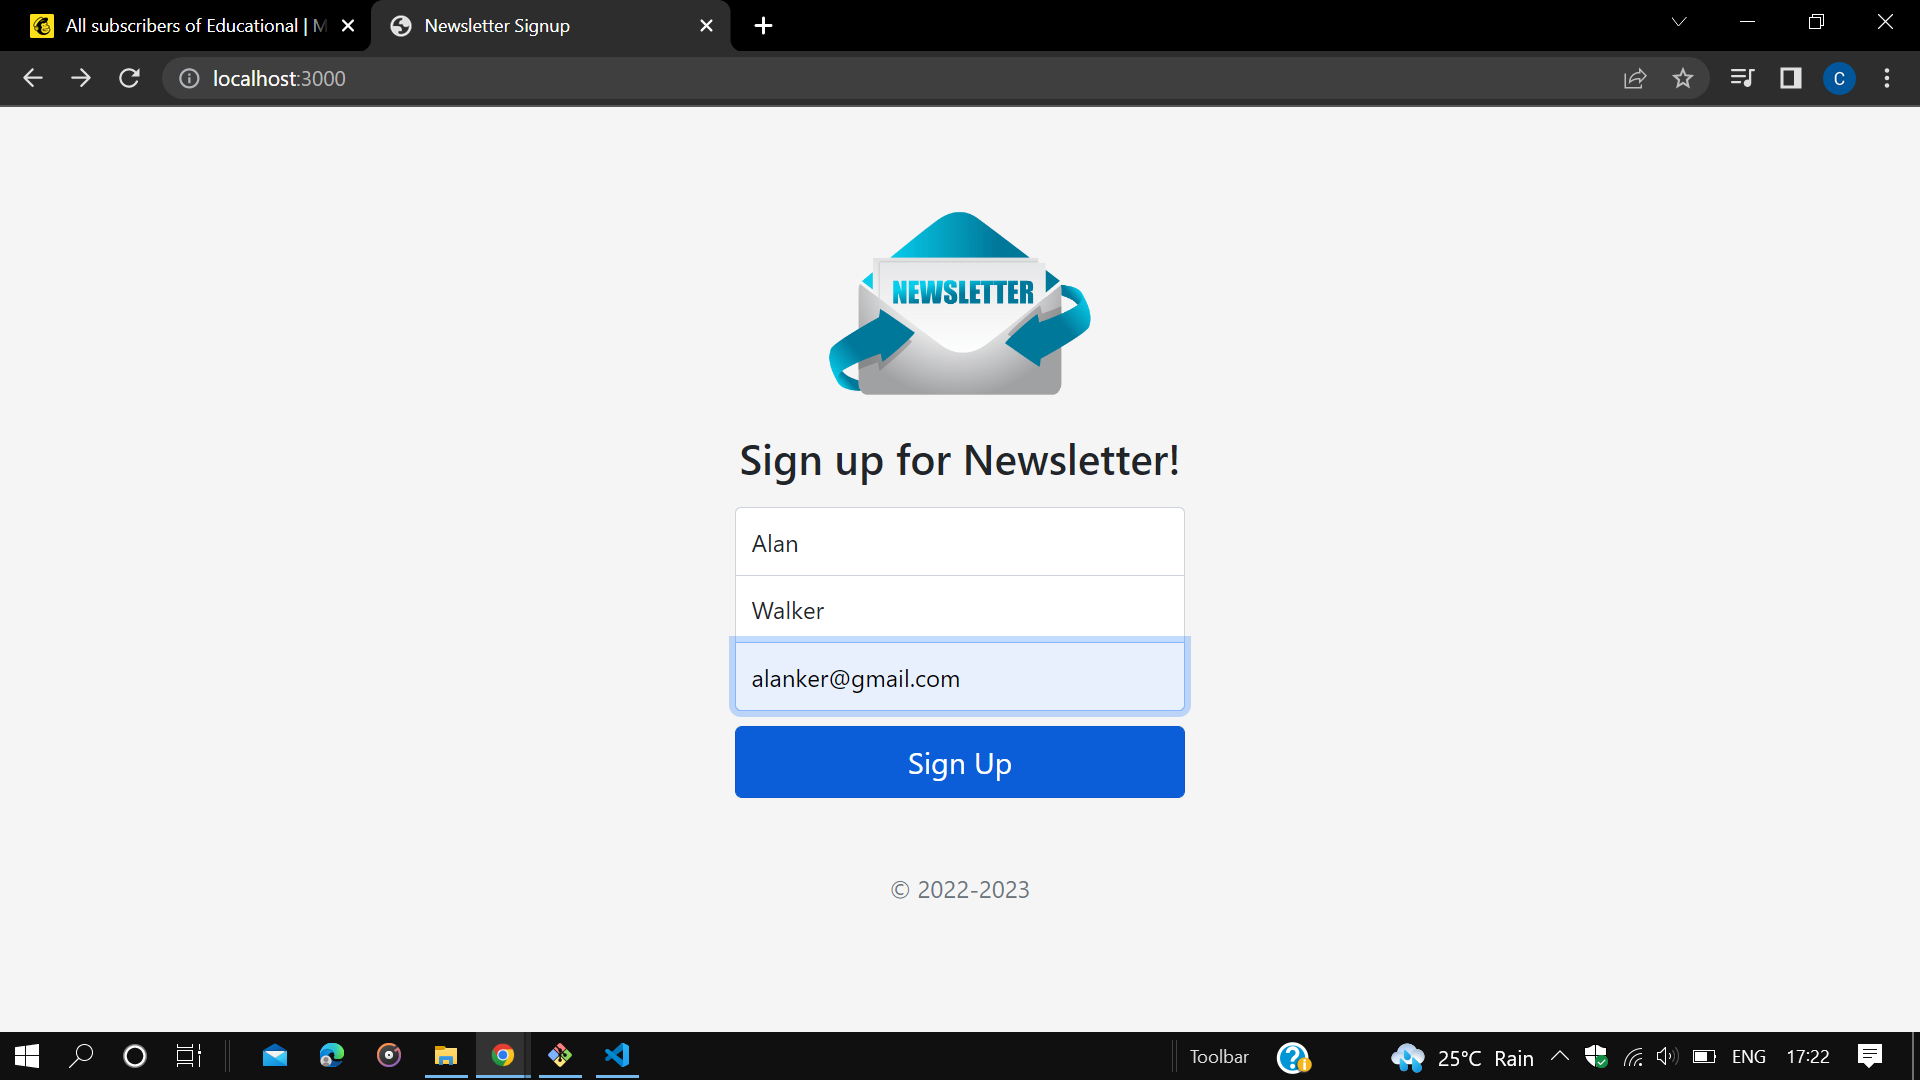 All subscribers of Educational | M
Newsletter Signup
localhost:3000
C
NEWSLETTER
Sign up for Newsletter!
Alan
Walker
alanker@gmail.com
Sign Up
© 2022-2023
Toolbar
25°C Rain
ENG
17:22